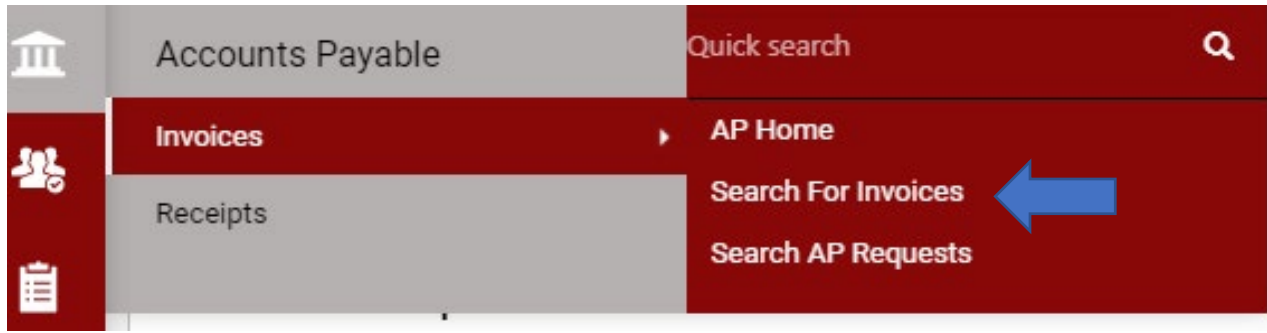 Accounts Payable
Quick search
Invoices
AP Home
Search For Invoices
Receipts
Search AP Requests